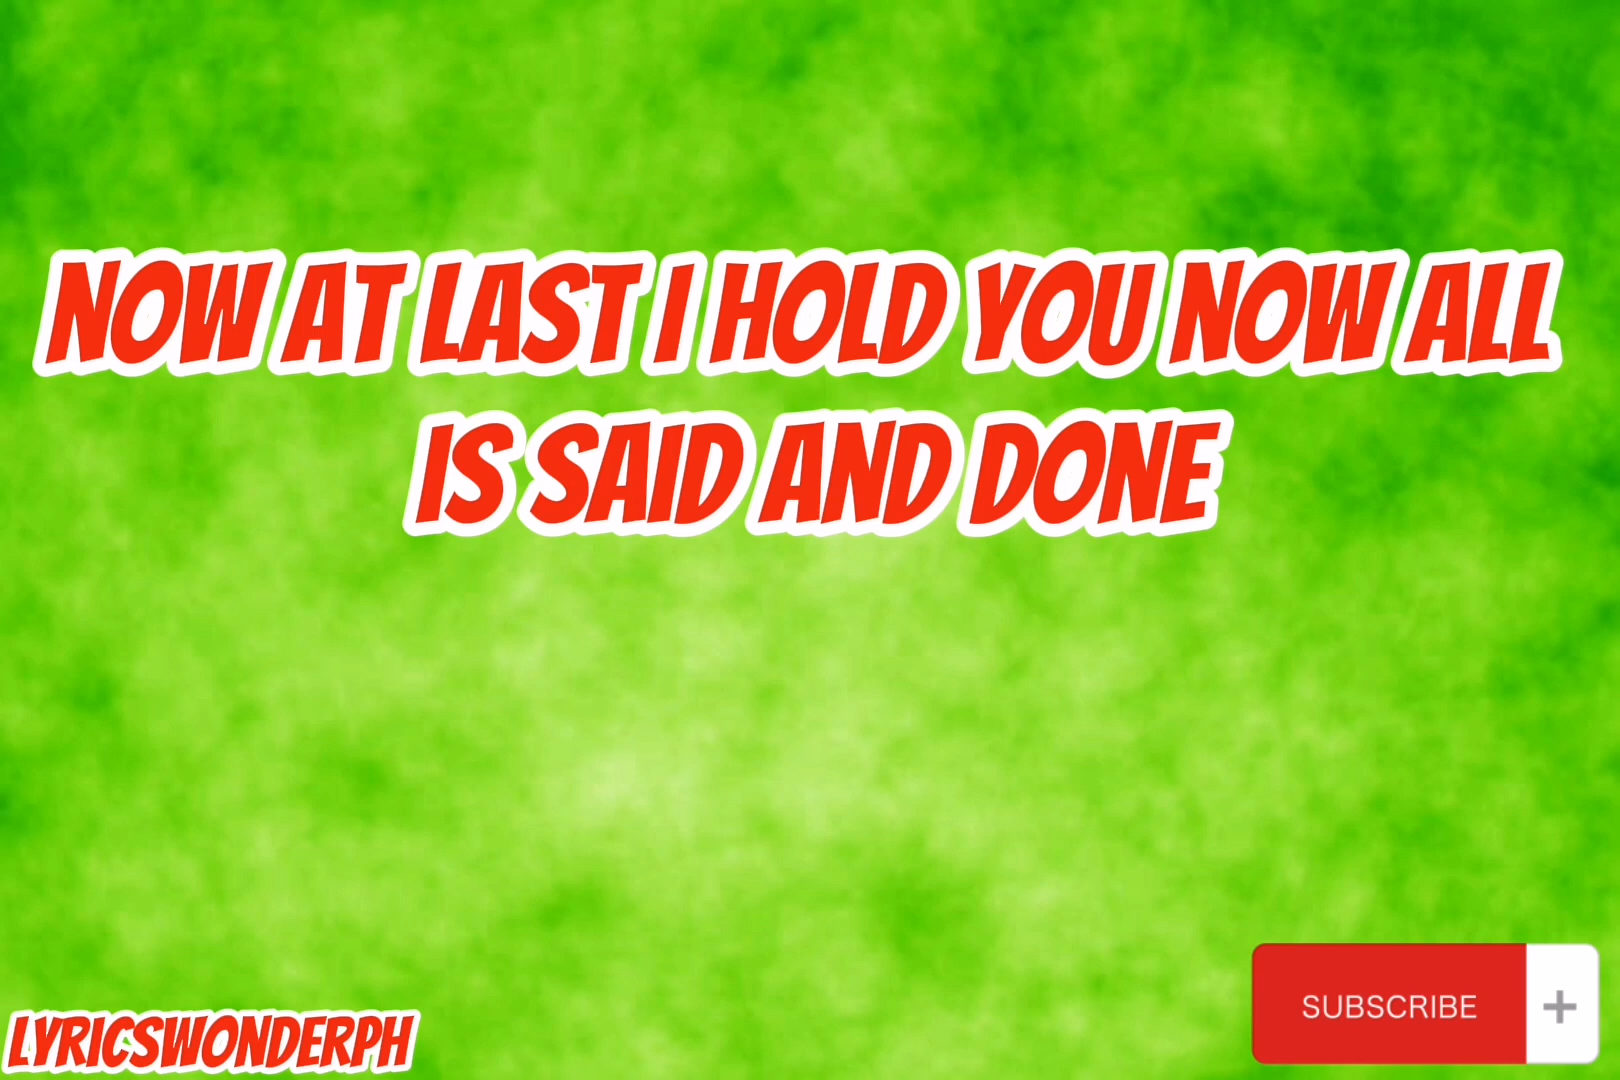 NOW AT LAST I HOLD YOU NOW ALL
IS SAID AND DONE
LYRICSWONDERPH
SUBSCRIBE +